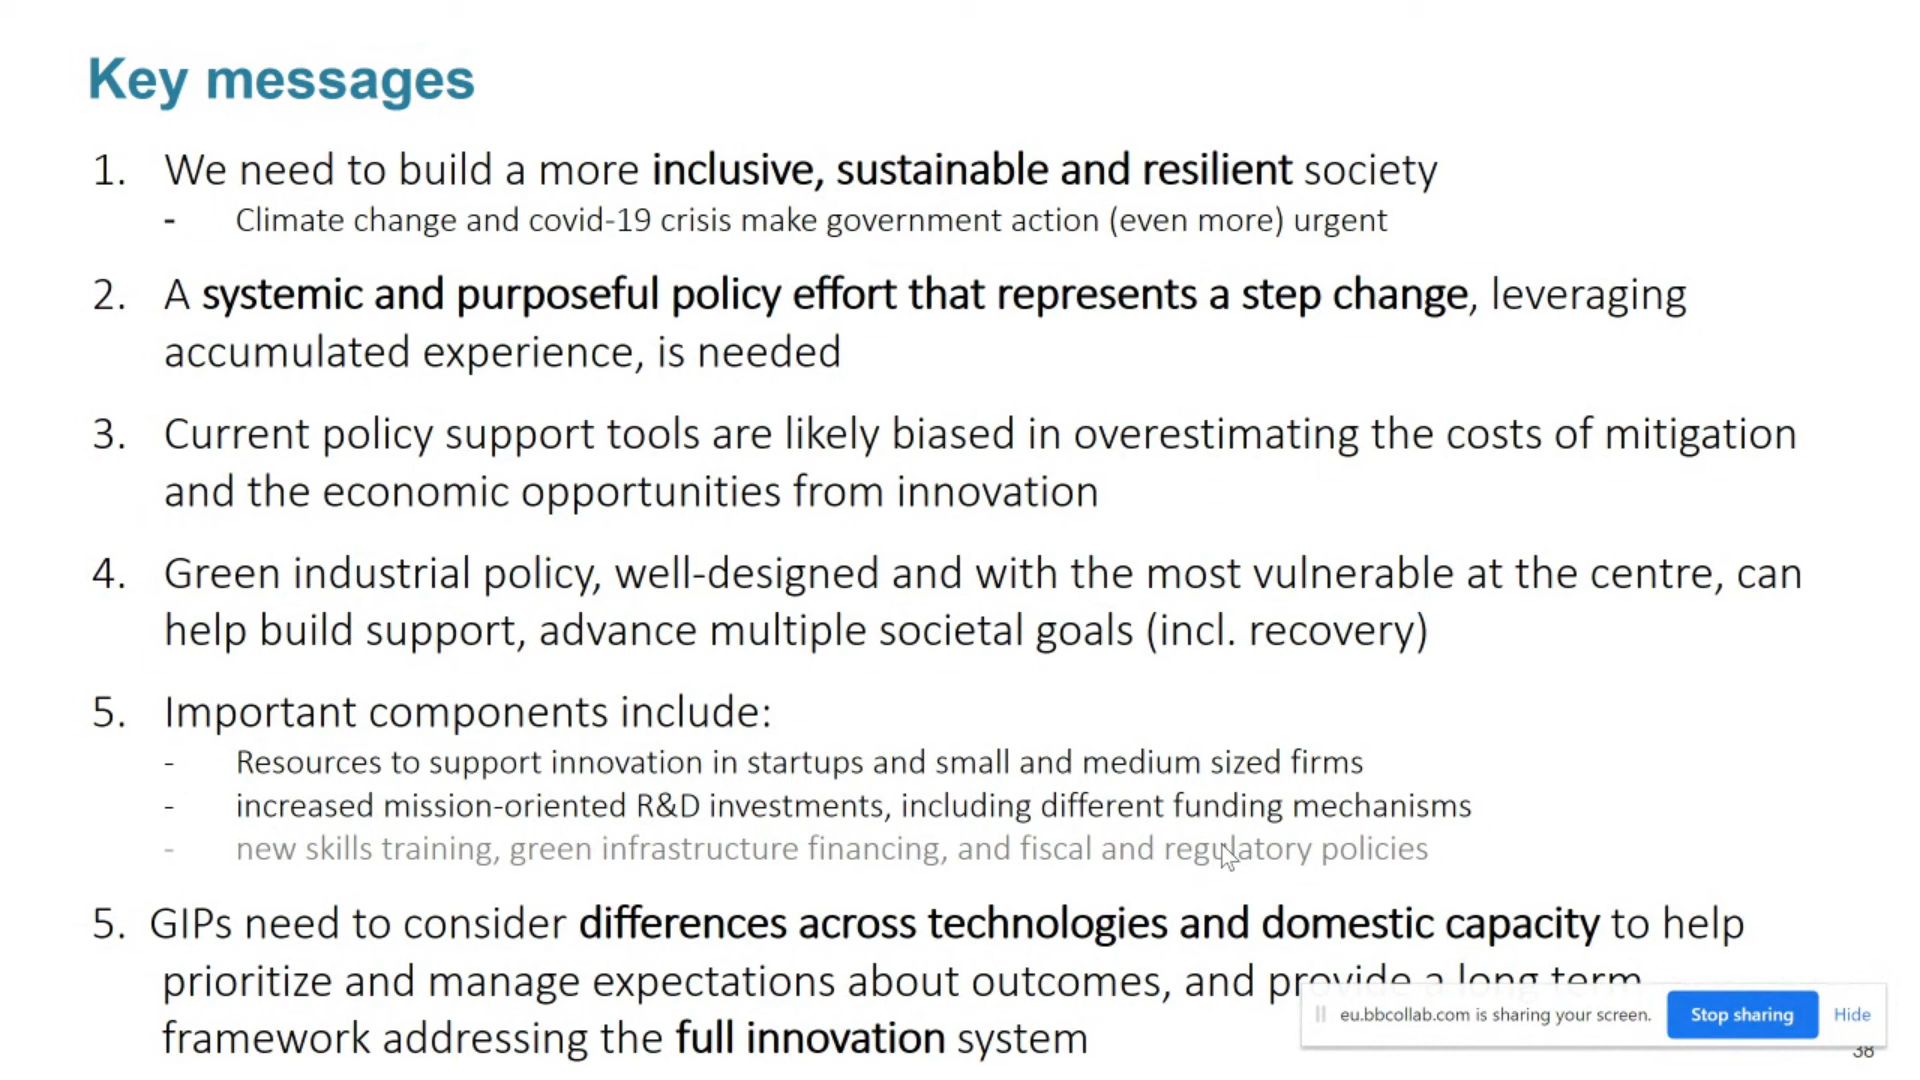 Key messages
1. We need to build a more inclusive, sustainable and resilient society
- Climate change and covid-19 crisis make government action (even more) urgent
2. A systemic and purposeful policy effort that represents a step change, leveraging
accumulated experience, is needed
3. Current policy support tools are likely biased in overestimating the costs of mitigation
and the economic opportunities from innovation
4. Green industrial policy, well-designed and with the most vulnerable at the centre, can
help build support, advance multiple societal goals (incl. recovery)
5. Important components include:
- Resources to support innovation in startups and small and medium sized firms
- increased mission-oriented R&D investments, including different funding mechanisms
- new skills training, green infrastructure financing, and fiscal and regulatory policies
5. GIPs need to consider differences across technologies and domestic capacity to help
prioritize and manage expectations about outcomes, and provide a long term
framework addressing the full innovation system
eu.bbcollab.com is sharing your screen. Stop sharing Hide
38